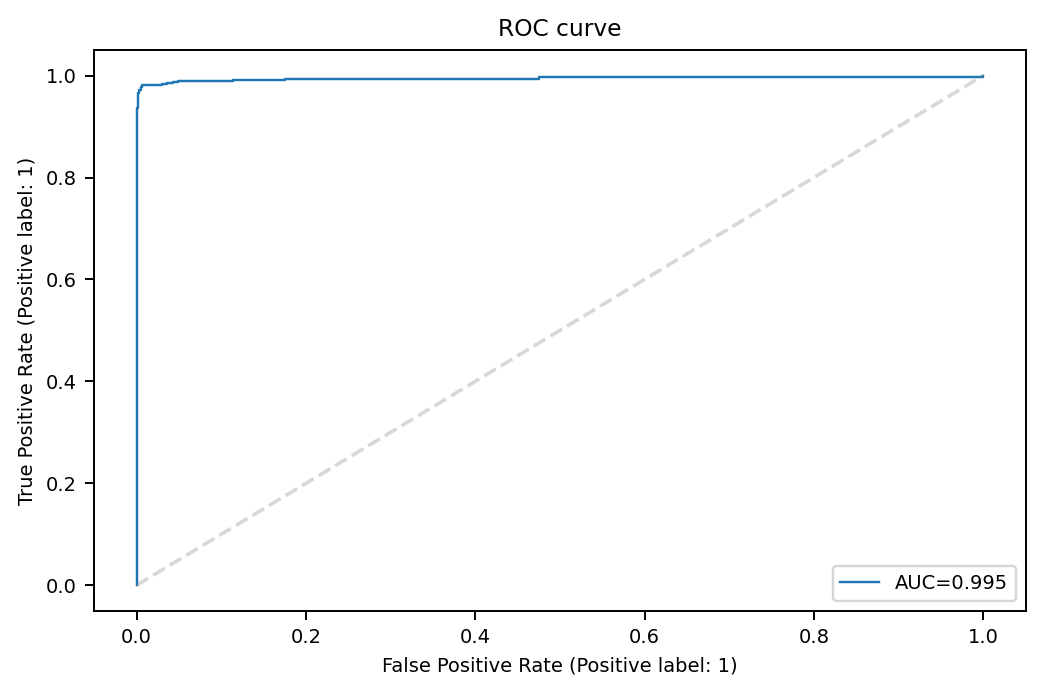 ROC curve
True Positive Rate (Positive label: 1)
1.0
0.8
0.6
0.4
0.2
0.0
AUC=0.995
0.0 0.2 0.4 0.6 0.8 1.0
False Positive Rate (Positive label: 1)